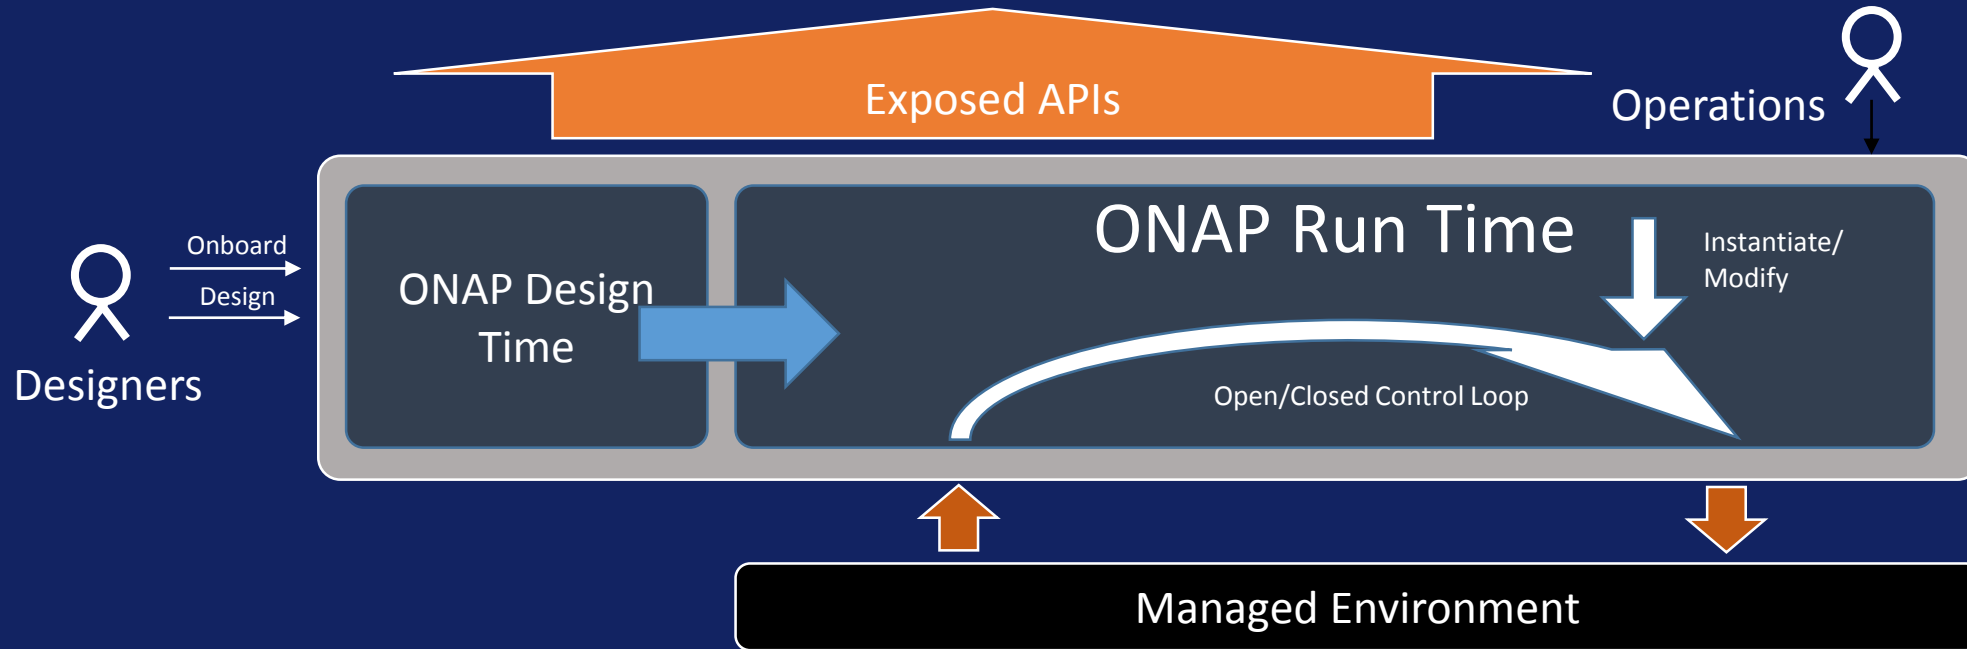 Exposed APIs
Operations
Onboard
Design
Designers
ONAP Design
Time
ONAP Run Time
Instantiate/
Modify
Open/Closed Control Loop
Managed Environment